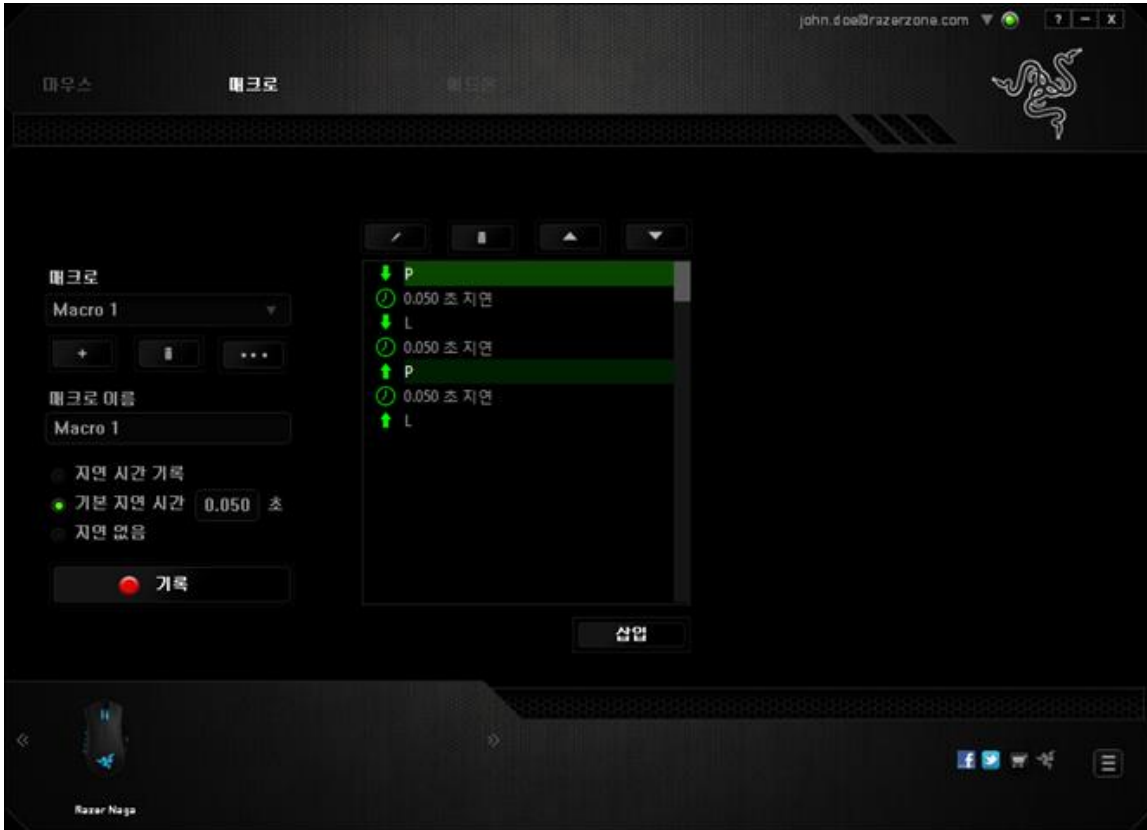 john.doe@razerzone.com
? - X
마우스
매크로
애드온
매크로
Macro 1
매크로 이름
Macro 1
지연 시간 기록
기본 지연 시간 0.050 초
지연 없음
기록
P
0.050 초 지연
L
0.050 초 지연
P
0.050 초 지연
L
삽입
Razer Naga